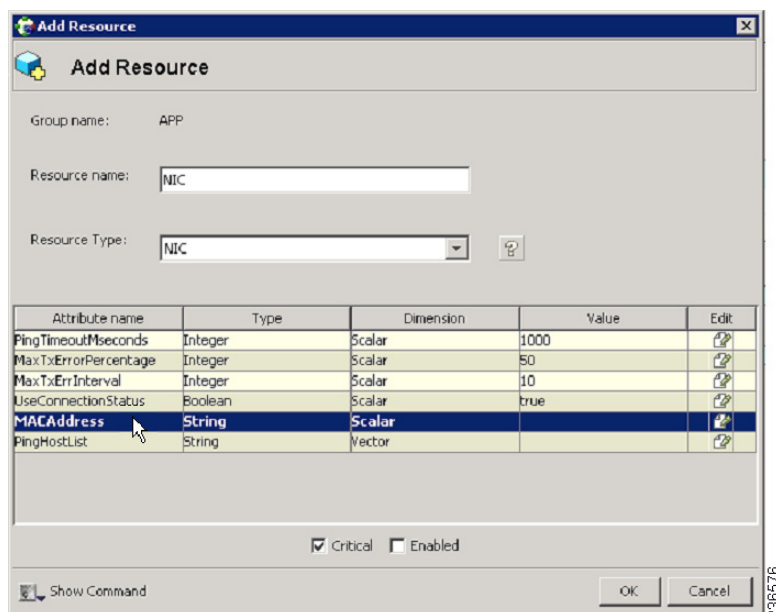 Add Resource
Add Resource
Group name: APP
Resource name: NIC
Resource Type: NIC
Attribute name Type Dimension Value Edit
PingTimeoutMseconds Integer Scalar 1000
MaxTxErrorPercentage Integer Scalar 50
MaxTxErrInterval Integer Scalar 10
UseConnectionStatus Boolean Scalar true
MACAddress String Scalar
PingHostList String Vector
Critical Enabled
Show Command OK Cancel